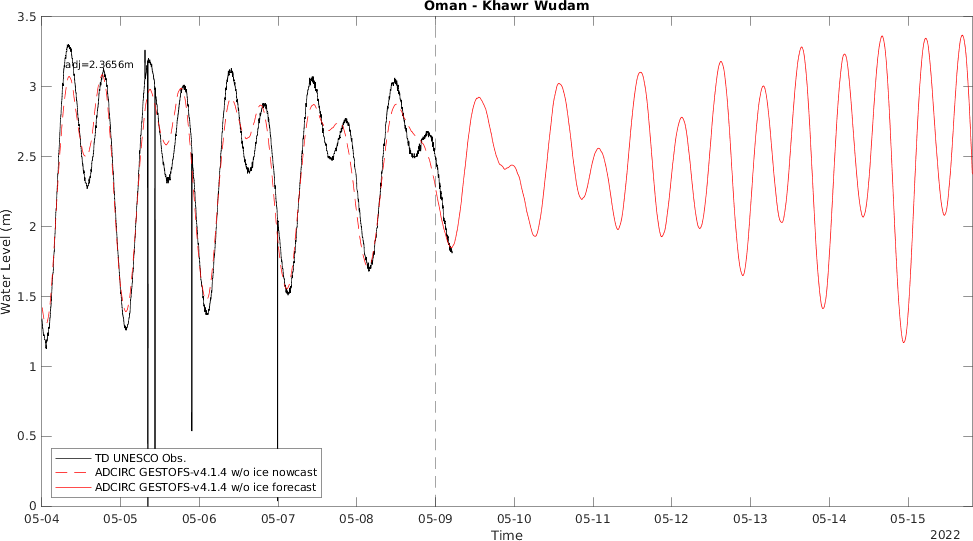 Oman - Khawr Wudam
3.5
adj=2.3656m
3
2.5
2
1.5
1
0.5
0
Water Level (m)
TD UNESCO Obs.
ADCIRC GESTOFS-v4.1.4 w/o ice nowcast
ADCIRC GESTOFS-v4.1.4 w/o ice forecast
05-04 05-05 05-06 05-07 05-08 05-09 05-10 05-11 05-12 05-13 05-14 05-15
Time
2022